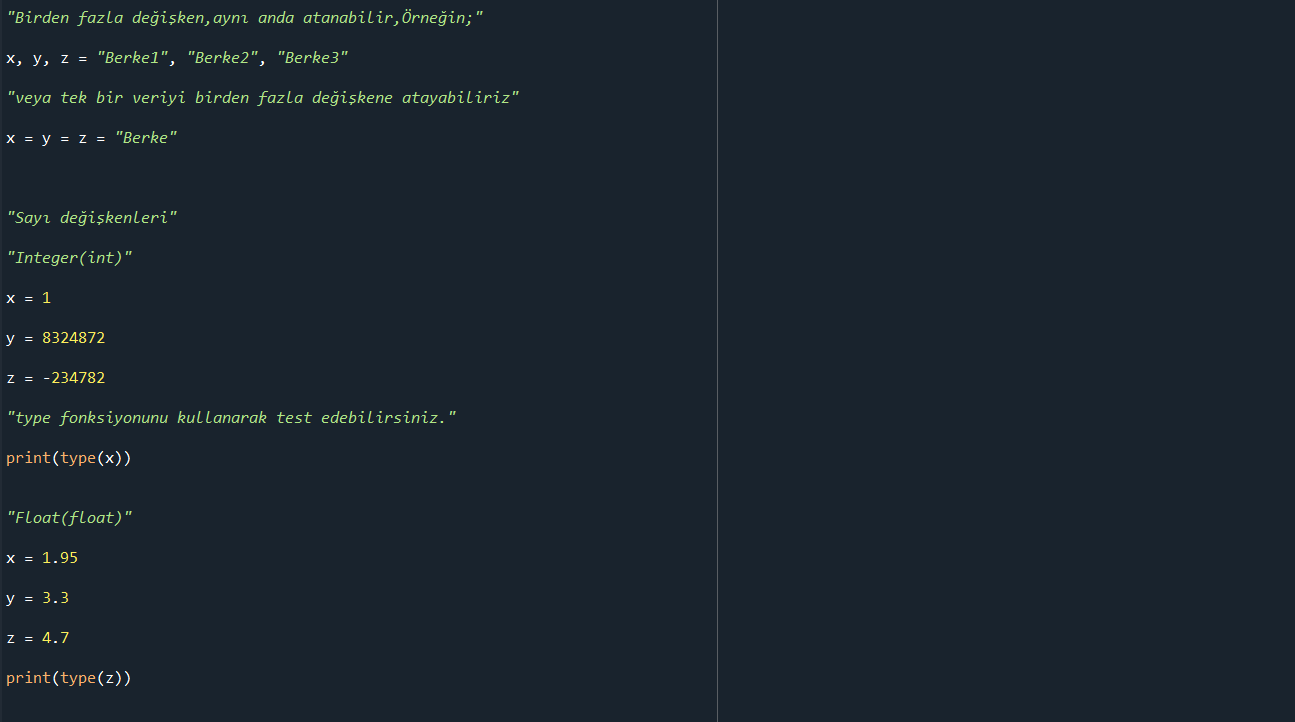 "Birden fazla değişken,aynı anda atanabilir,Örneğin;"
x, y, z = "Berke1", "Berke2", "Berke3"
"veya tek bir veriyi birden fazla değişkene atayabiliriz"
x = y = z = "Berke"
"Sayı değişkenleri"
"Integer(int)"
x = 1
y = 8324872
z = -234782
"type fonksiyonunu kullanarak test edebilirsiniz."
print(type(x))
"Float(float)"
x = 1.95
y = 3.3
z = 4.7
print(type(z))